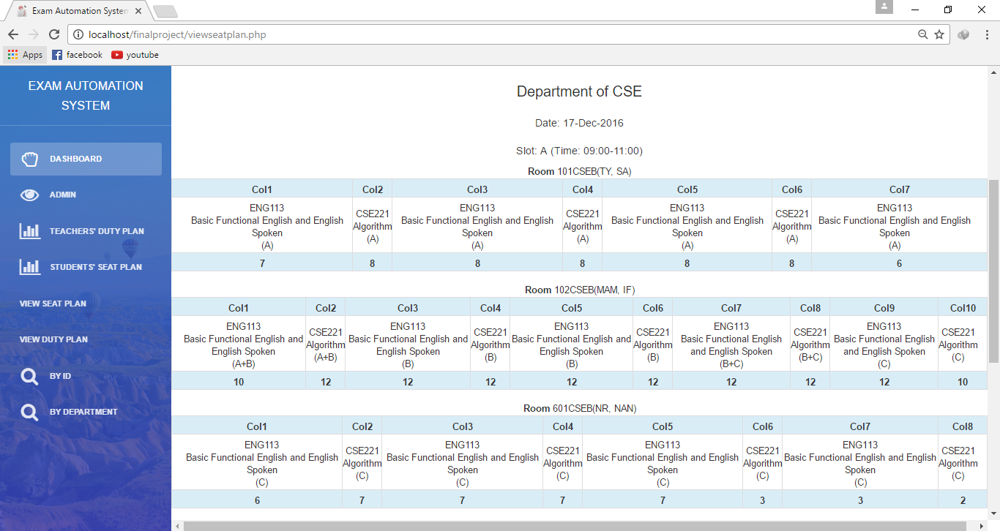 Exam Automation System
localhost/finalproject/viewseatplan.php
Apps facebook youtube
EXAM AUTOMATION
SYSTEM
DASHBOARD
ADMIN
TEACHERS' DUTY PLAN
STUDENTS' SEAT PLAN
VIEW SEAT PLAN
VIEW DUTY PLAN
BY ID
BY DEPARTMENT
Department of CSE
Date: 17-Dec-2016
Slot: A (Time: 09:00-11:00)
Room 101CSEB(TY, SA)
Col1 Col2 Col3 Col4 Col5 Col6 Col7
ENG113 ENG113 ENG113 ENG113
CSE221 CSE221 CSE221
Basic Functional English and English Basic Functional English and English Basic Functional English and English Basic Functional English and English
Algorithm Algorithm Algorithm
Spoken Spoken Spoken Spoken
(A) (A) (A)
(A) (A) (A) (A)
7 8 8 8 8 8 6
Room 102CSEB(MAM, IF)
Col1 Col2 Col3 Col4 Col5 Col6 Col7 Col8 Col9 Col10
ENG113 ENG113 ENG113 ENG113 ENG113
CSE221 CSE221 CSE221 CSE221 CSE221
Basic Functional English and Basic Functional English and Basic Functional English and Basic Functional English Basic Functional English
Algorithm Algorithm Algorithm Algorithm Algorithm
English Spoken English Spoken English Spoken and English Spoken and English Spoken
(A+B) (B) (B) (B+C) (C)
(A+B) (B) (B) (B+C) (C)
10 12 12 12 12 12 12 12 12 10
Room 601CSEB(NR, NAN)
Col1 Col2 Col3 Col4 Col5 Col6 Col7 Col8
ENG113 ENG113 ENG113 ENG113
CSE221 CSE221 CSE221 CSE221
Basic Functional English and English Basic Functional English and English Basic Functional English and English Basic Functional English and English
Algorithm Algorithm Algorithm Algorithm
Spoken Spoken Spoken Spoken
(C) (C) (C) (C)
(C) (C) (C) (C)
6 7 7 7 7 3 3 2